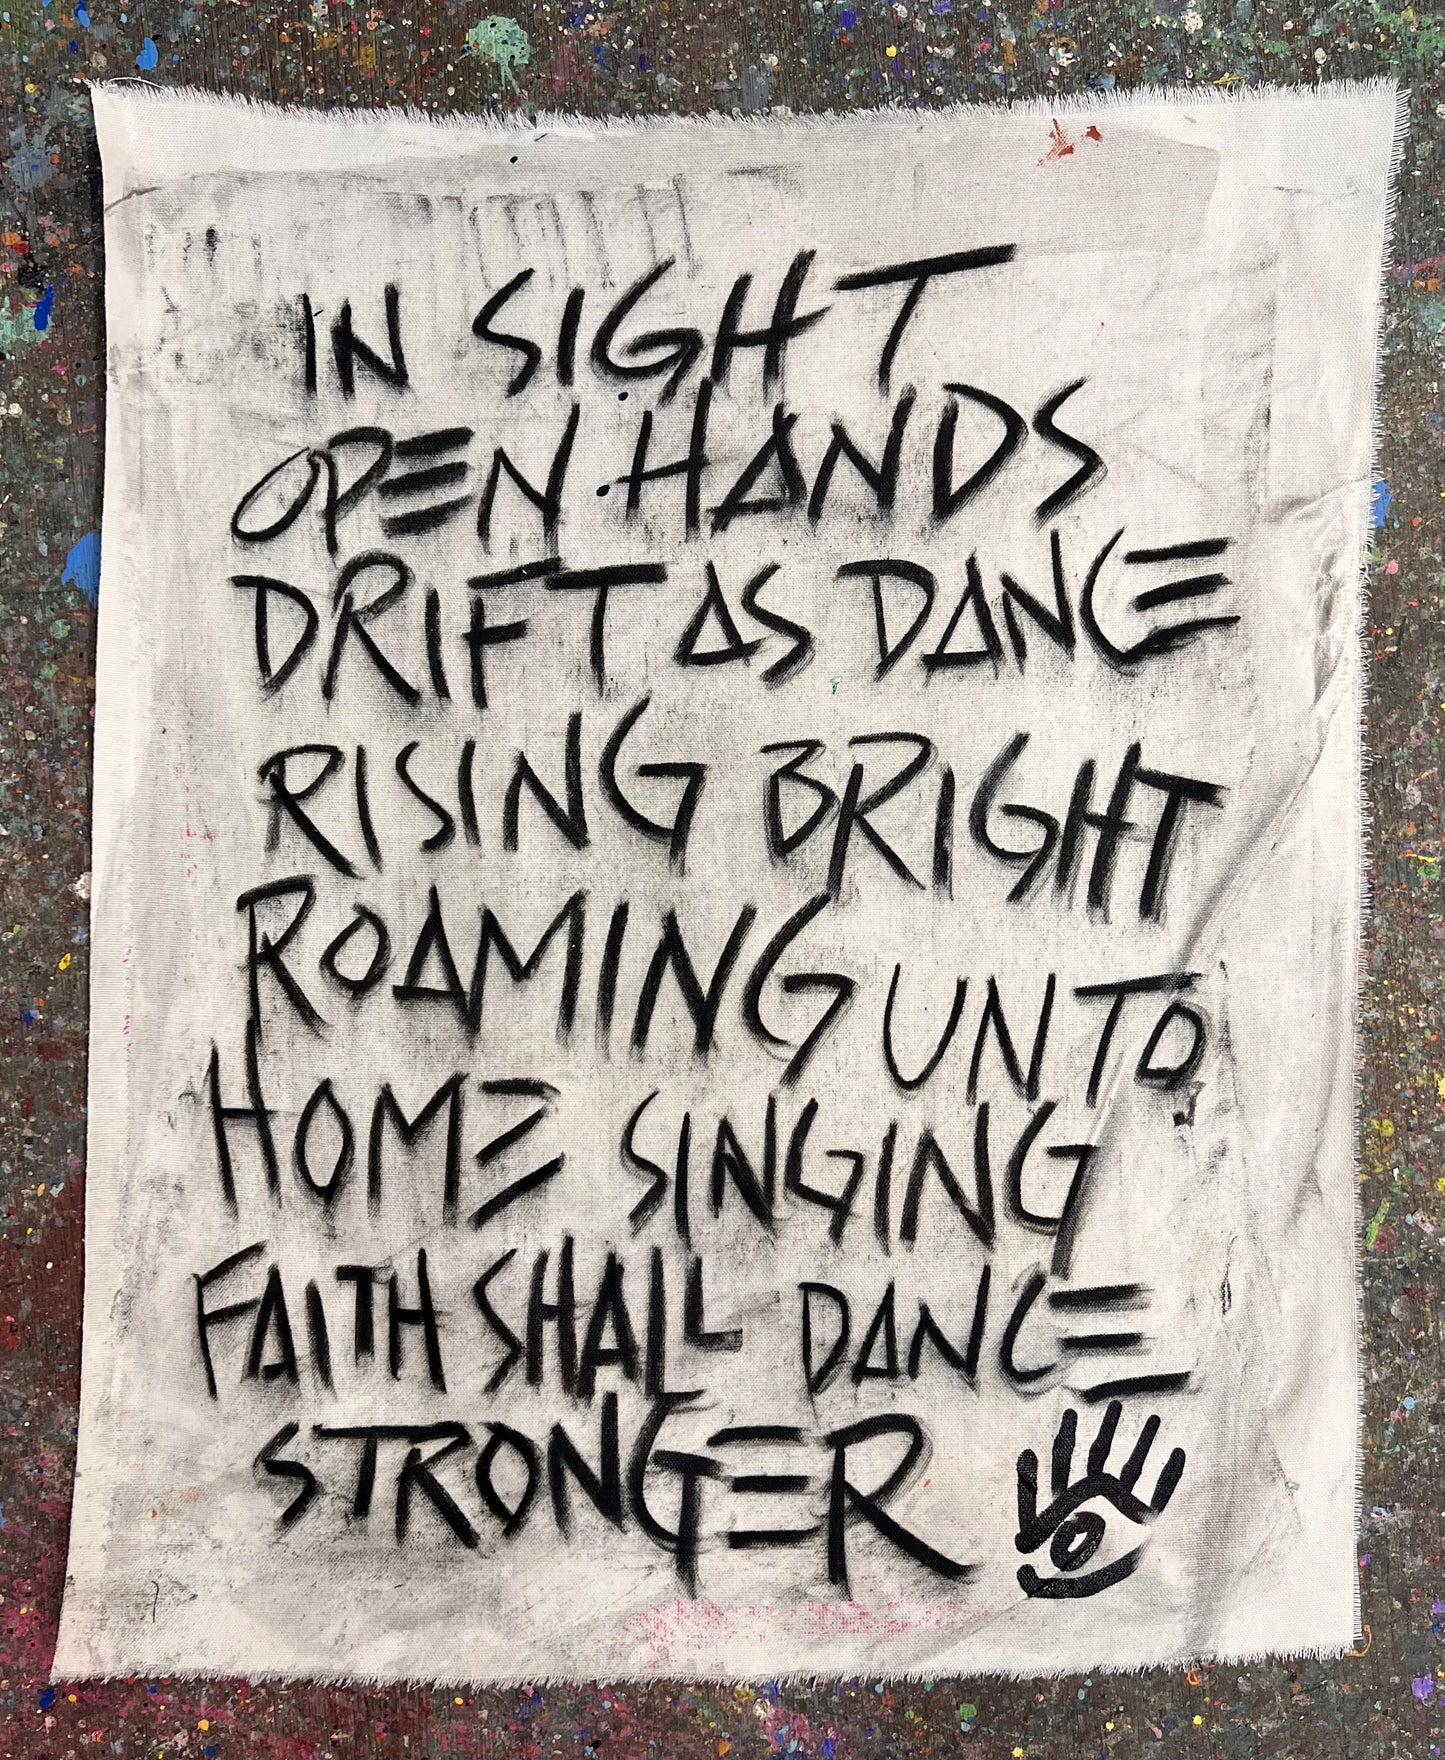 IN SIGHT
OPEN HANDS
DRIFT AS DANCE
RISING BRIGHT
ROAMING UNTO
HOME SINGING
FAITH SHALL DANCE
STRONGER